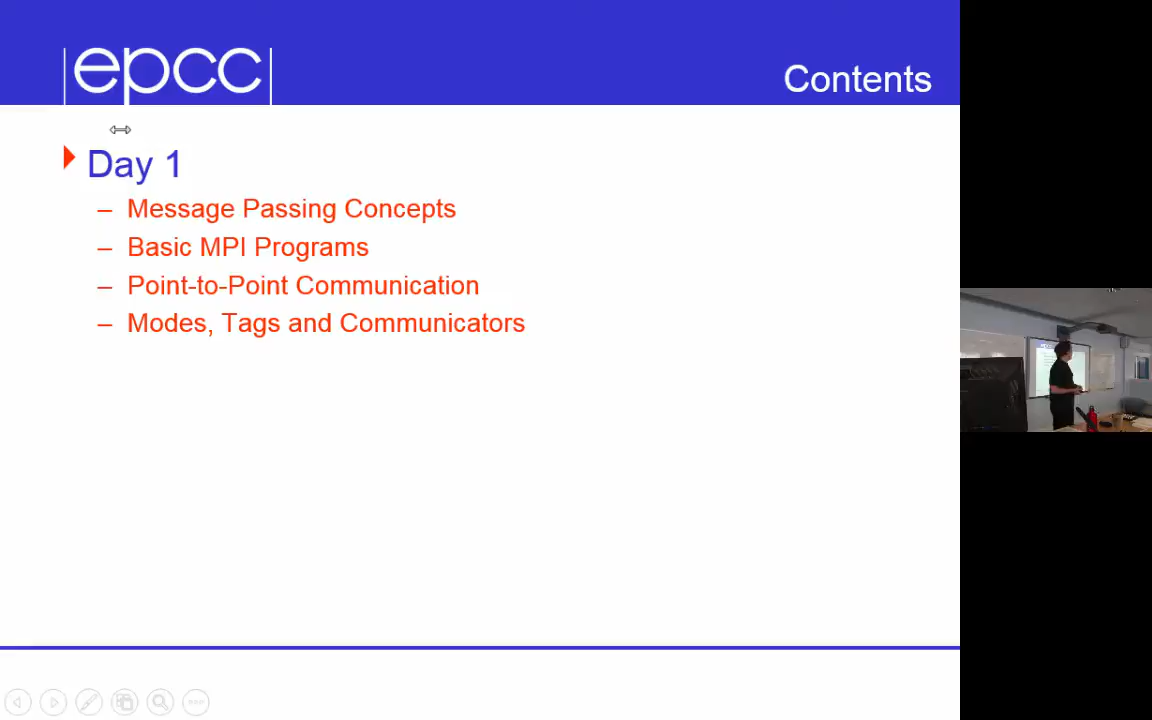 |epcc|
Contents
Day 1
– Message Passing Concepts
– Basic MPI Programs
– Point-to-Point Communication
– Modes, Tags and Communicators